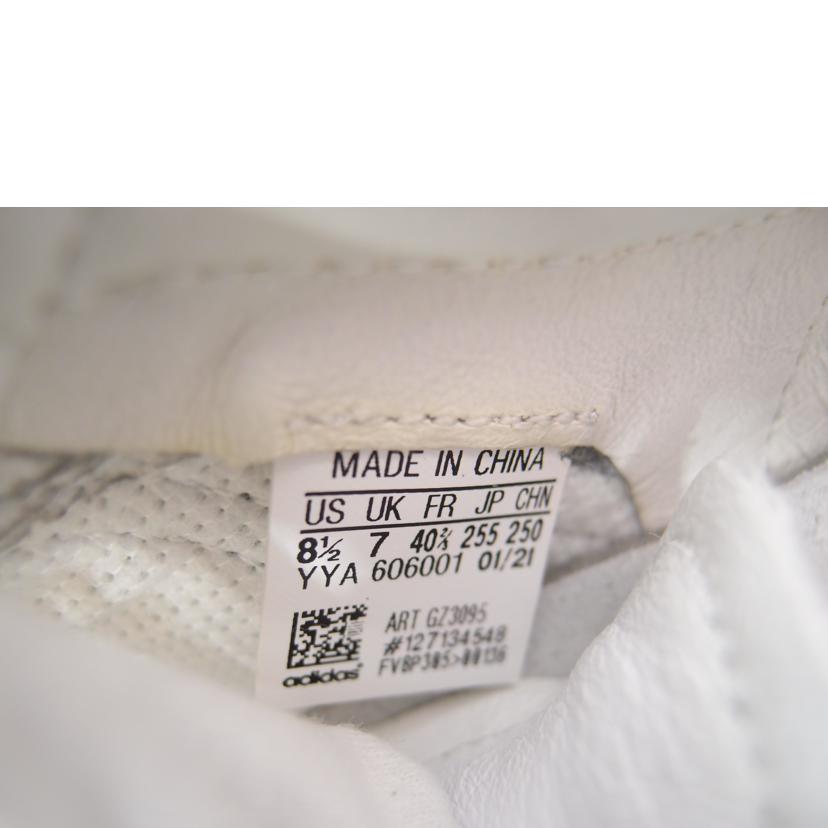 MADE IN CHINA
US UK FR JP CHN
8½ 7 40⅔ 255 250
YYA 606001 01/21
ART GZ3095
#127134548
adidas